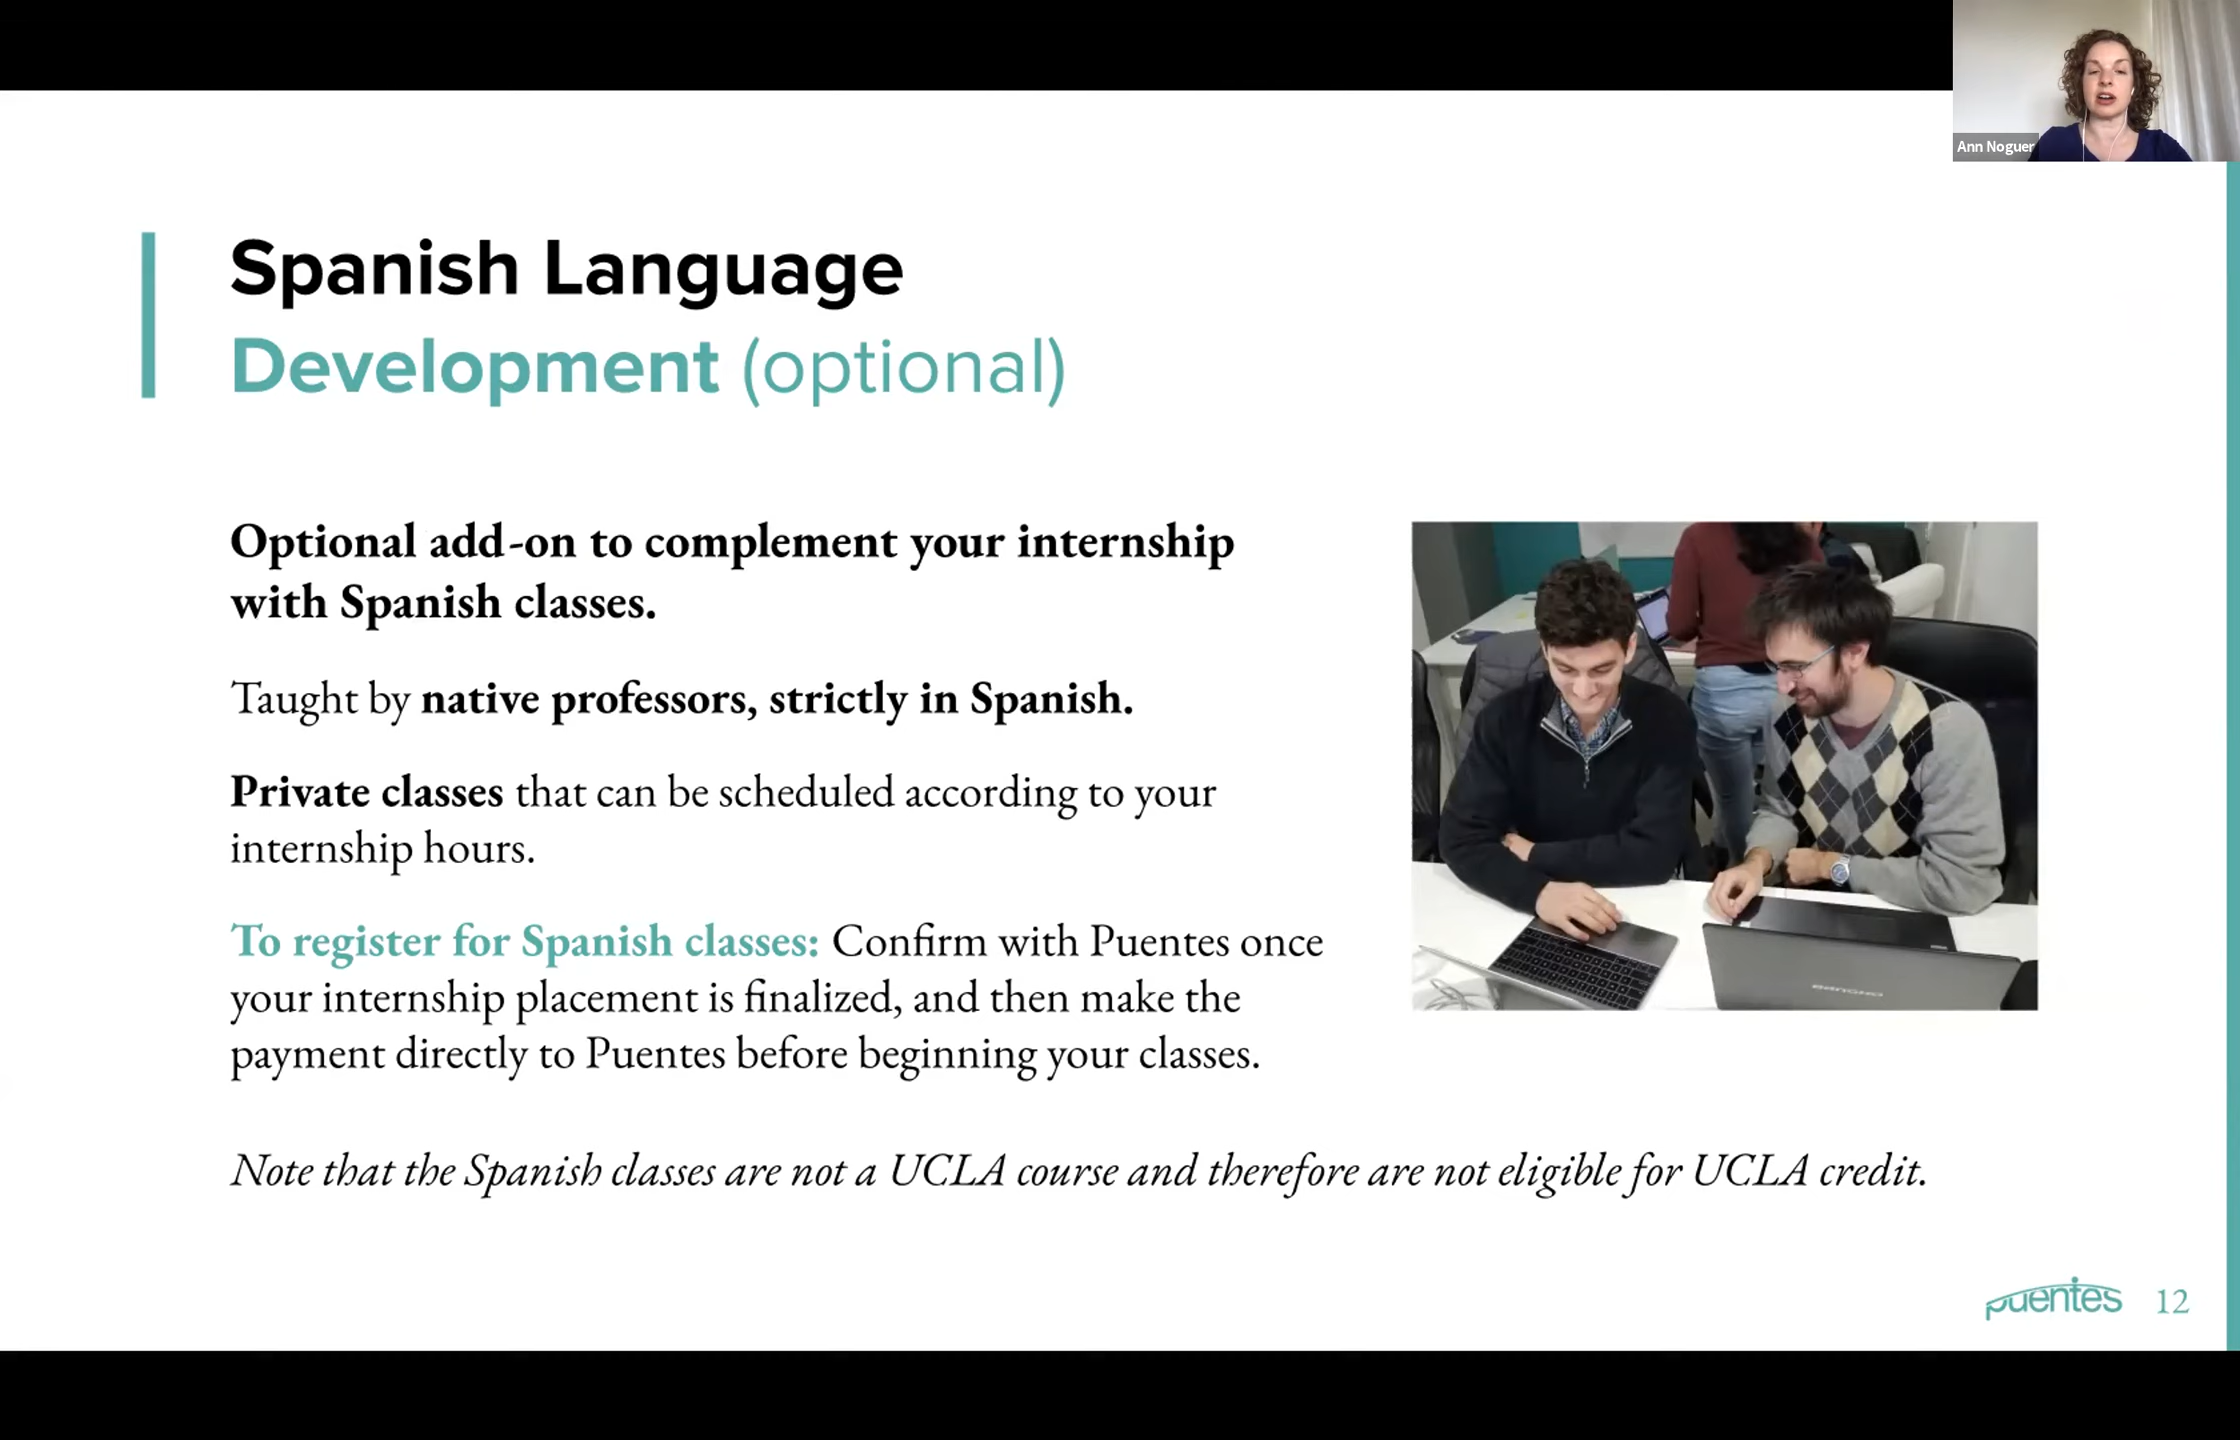 Ann Noguer
Spanish Language
Development (optional)
Optional add-on to complement your internship
with Spanish classes.
Taught by native professors, strictly in Spanish.
Private classes that can be scheduled according to your
internship hours.
To register for Spanish classes: Confirm with Puentes once
your internship placement is finalized, and then make the
payment directly to Puentes before beginning your classes.
Note that the Spanish classes are not a UCLA course and therefore are not eligible for UCLA credit.
puentes 12